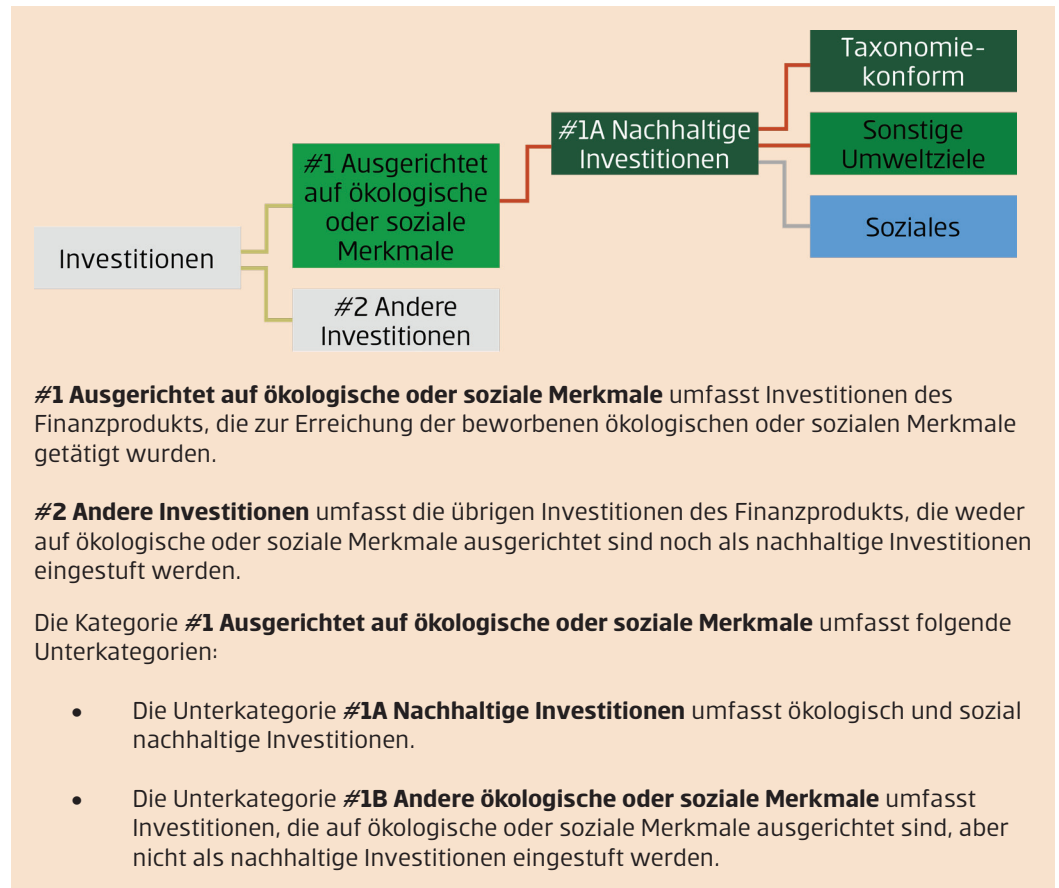 Taxonomie-
konform
#1A Nachhaltige
Investitionen
Sonstige
Umweltziele
#1 Ausgerichtet
auf ökologische
oder soziale
Merkmale
Soziales
Investitionen
#2 Andere
Investitionen
#1 Ausgerichtet auf ökologische oder soziale Merkmale umfasst Investitionen des
Finanzprodukts, die zur Erreichung der beworbenen ökologischen oder sozialen Merkmale
getätigt wurden.
#2 Andere Investitionen umfasst die übrigen Investitionen des Finanzprodukts, die weder
auf ökologische oder soziale Merkmale ausgerichtet sind noch als nachhaltige Investitionen
eingestuft werden.
Die Kategorie #1 Ausgerichtet auf ökologische oder soziale Merkmale umfasst folgende
Unterkategorien:
• Die Unterkategorie #1A Nachhaltige Investitionen umfasst ökologisch und sozial
nachhaltige Investitionen.
• Die Unterkategorie #1B Andere ökologische oder soziale Merkmale umfasst
Investitionen, die auf ökologische oder soziale Merkmale ausgerichtet sind, aber
nicht als nachhaltige Investitionen eingestuft werden.